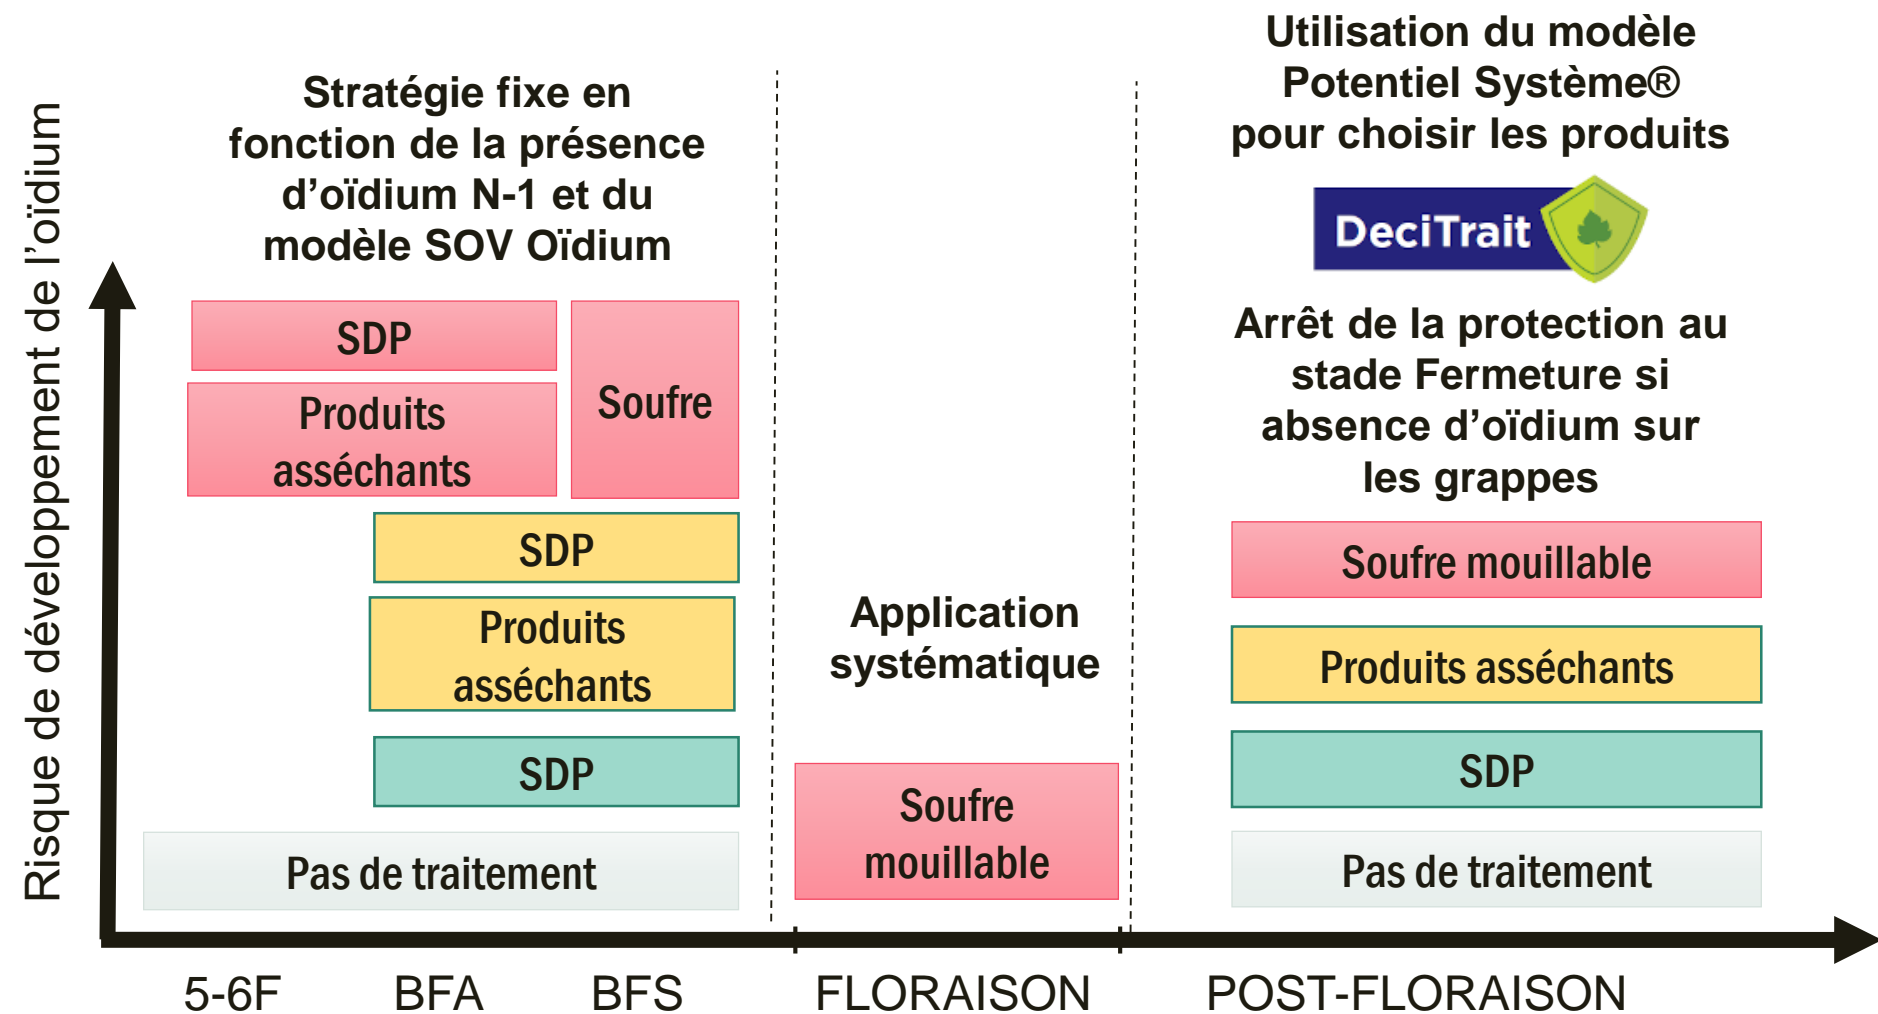 Risque de développement de l'oïdium
Stratégie fixe en
fonction de la présence
d'oïdium N-1 et du
modèle SOV Oïdium
SDP
Produits
asséchants
Soufre
SDP
Produits
asséchants
SDP
Pas de traitement
Application
systématique
Soufre
mouillable
Utilisation du modèle
Potentiel Système®
pour choisir les produits
DeciTrait
Arrêt de la protection au
stade Fermeture si
absence d'oïdium sur
les grappes
Soufre mouillable
Produits asséchants
SDP
Pas de traitement
5-6F
BFA
BFS
FLORAISON
POST-FLORAISON